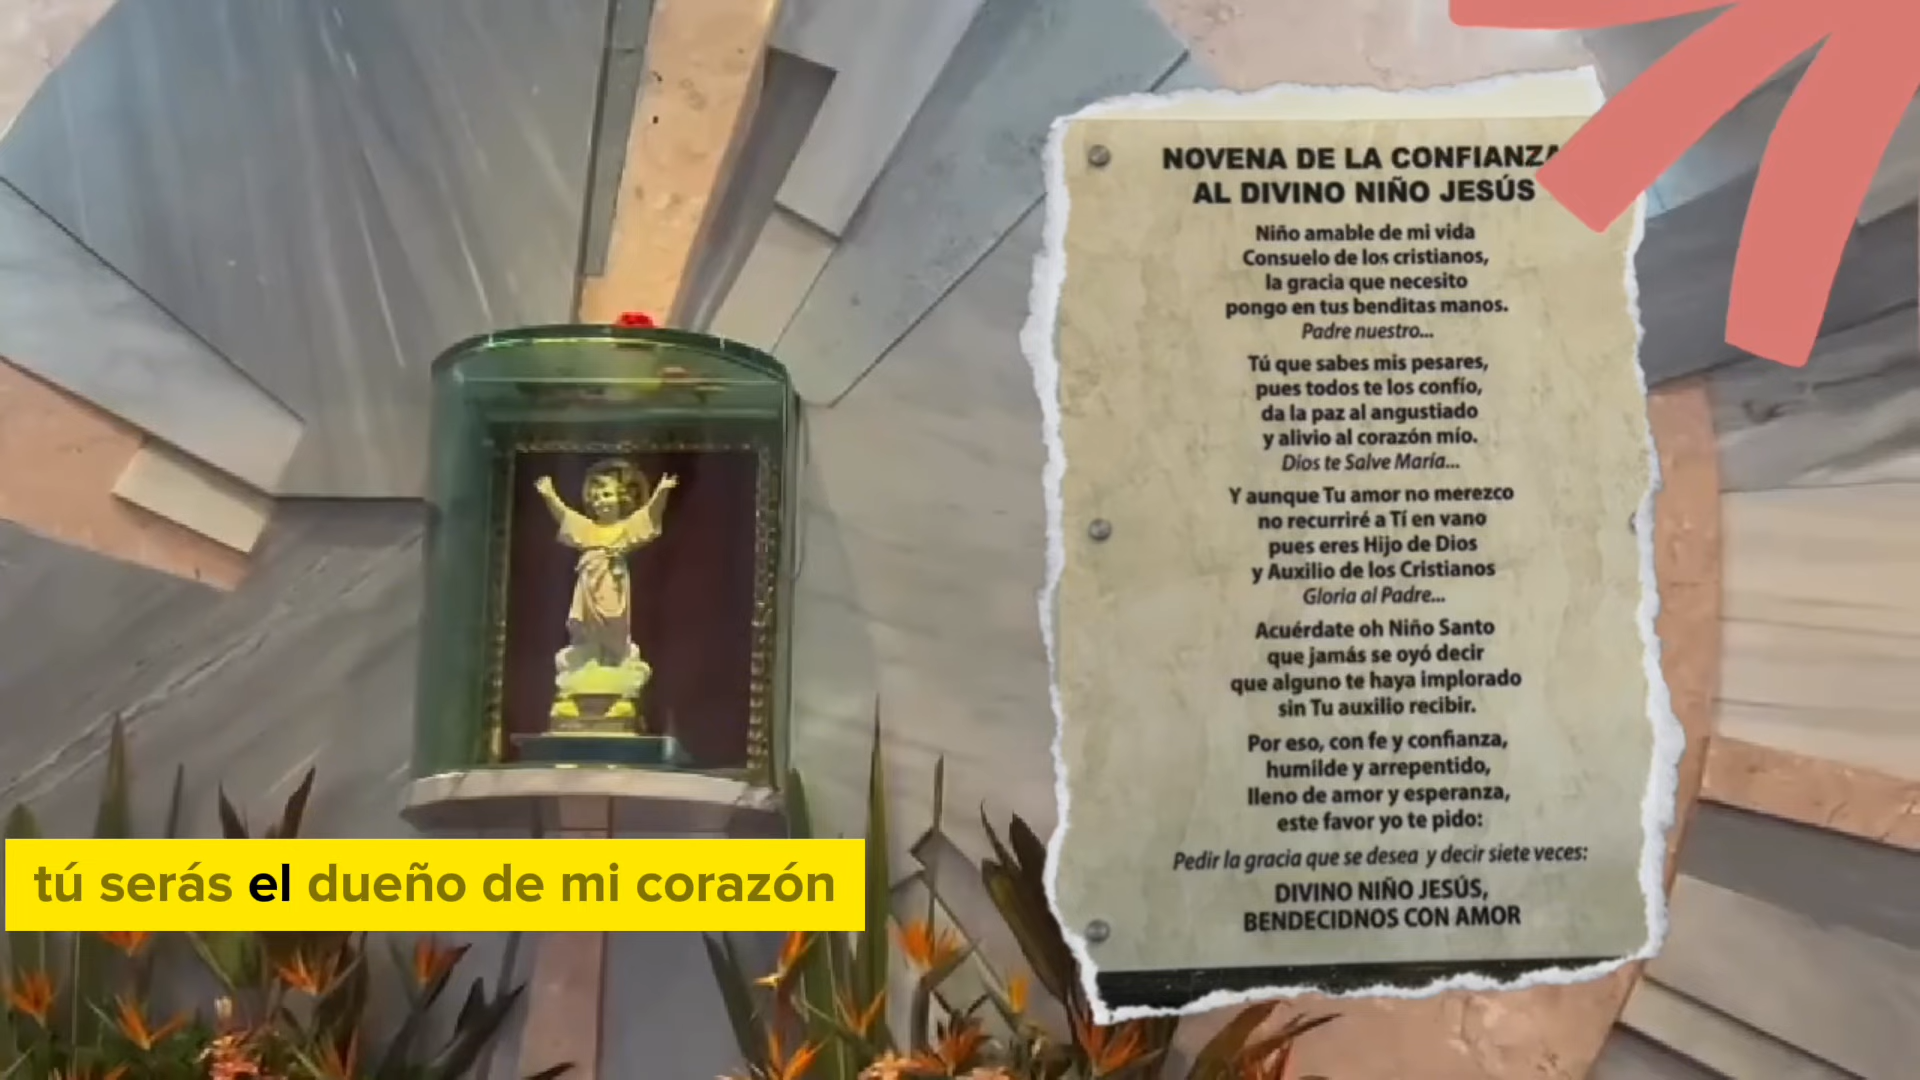 NOVENA DE LA CONFIANZA
AL DIVINO NIÑO JESÚS
Niño amable de mi vida
Consuelo de los cristianos,
la gracia que necesito
pongo en tus benditas manos.
Padre nuestro...
Tú que sabes mis pesares,
pues todos te los confío,
da la paz al angustiado
y alivio al corazón mío.
Dios te Salve María...
Y aunque Tu amor no merezco
no recurriré a Tí en vano
pues eres Hijo de Dios
y Auxilio de los Cristianos
Gloria al Padre...
Acuérdate oh Niño Santo
que jamás se oyó decir
que alguno te haya implorado
sin Tu auxilio recibir.
Por eso, con fe y confianza,
humilde y arrepentido,
lleno de amor y esperanza,
este favor yo te pido:
Pedir la gracia que se desea y decir siete veces:
DIVINO NIÑO JESÚS,
BENDECIDNOS CON AMOR
tú serás el dueño de mi corazón